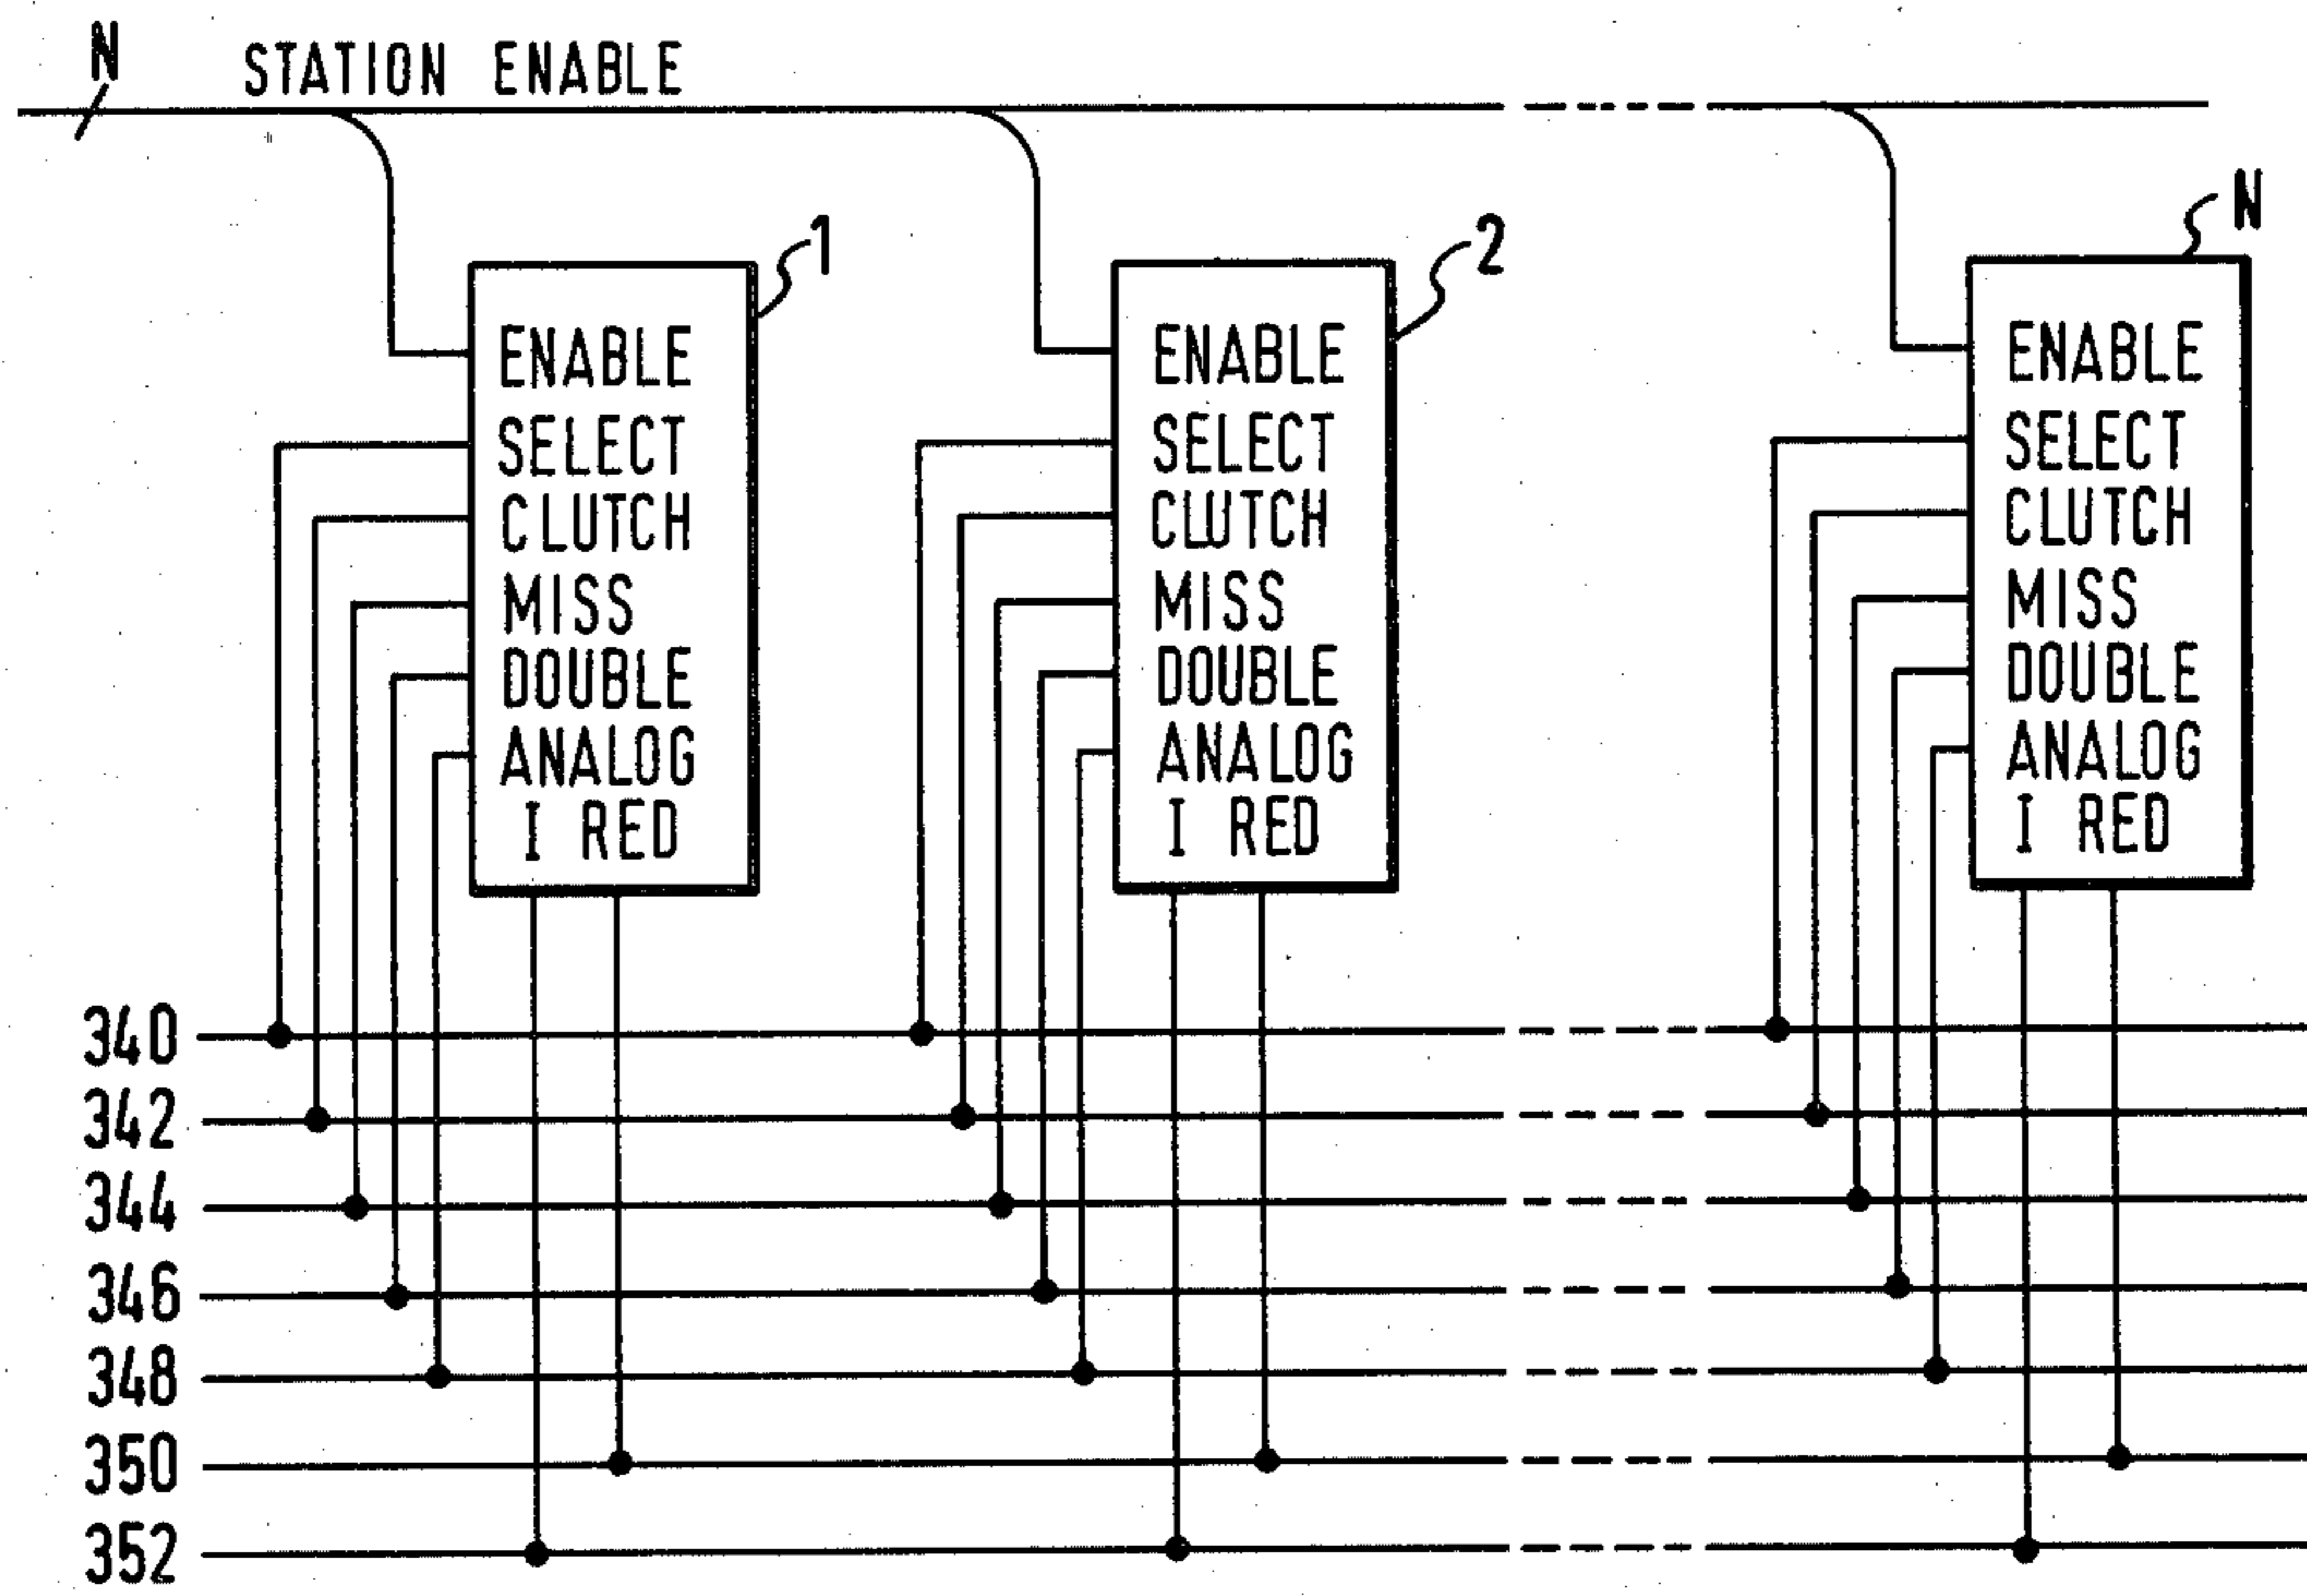 N STATION ENABLE
1
ENABLE
SELECT
CLUTCH
MISS
DOUBLE
ANALOG
I RED
2
ENABLE
SELECT
CLUTCH
MISS
DOUBLE
ANALOG
I RED
N
ENABLE
SELECT
CLUTCH
MISS
DOUBLE
ANALOG
I RED
340
342
344
346
348
350
352